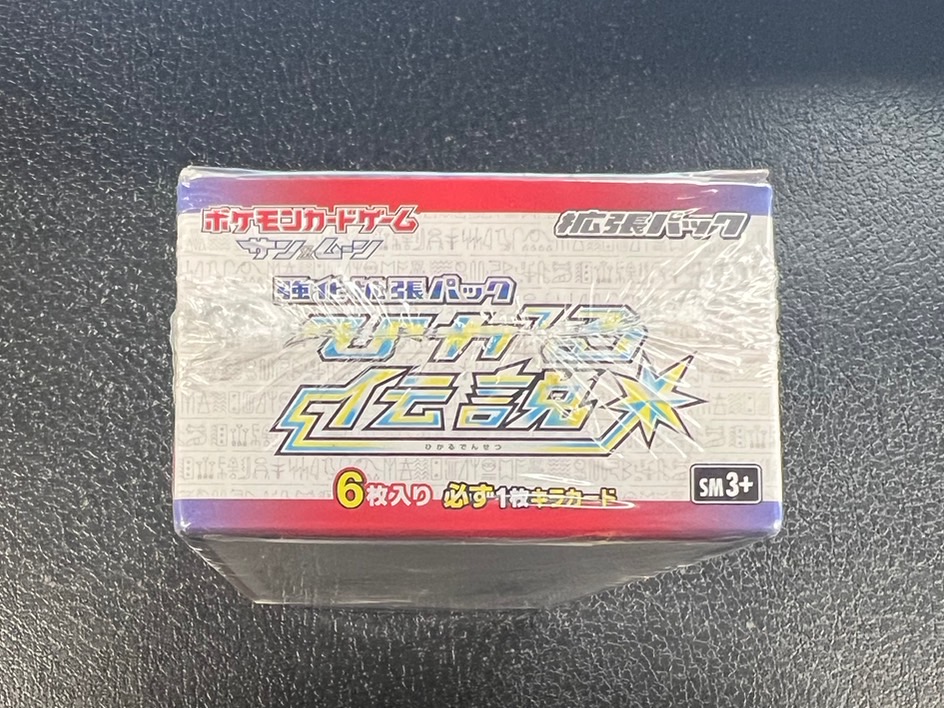 ポケモンカードゲーム
サン&ムーン
拡張パック
強化拡張パック
ひかる
伝説
ひかるでんせつ
6枚入り 必ず1枚キラカード
SM3+